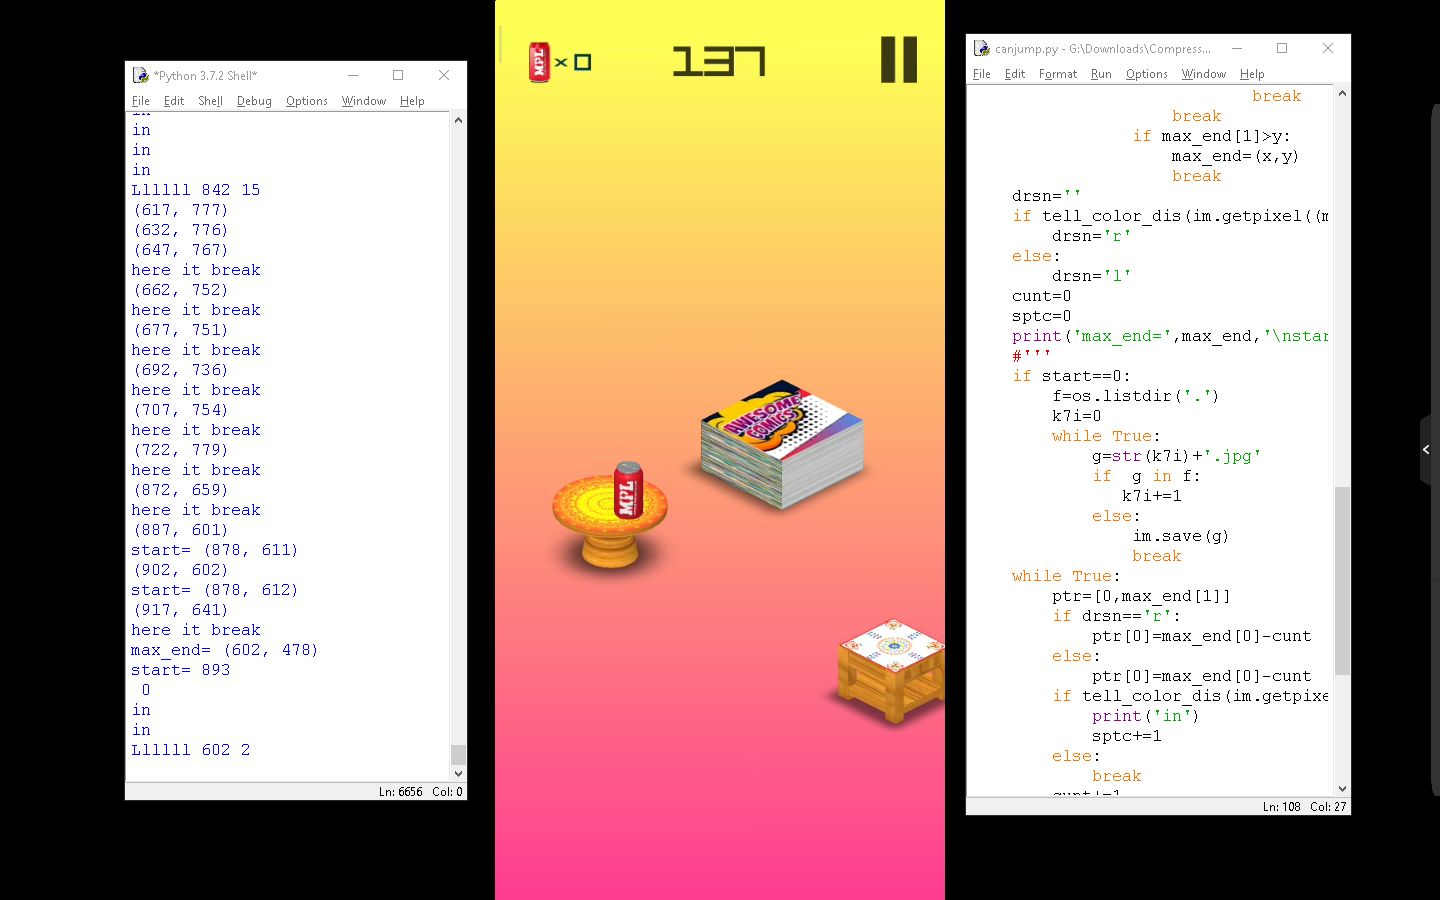 *Python 3.7.2 Shell*
File Edit Shell Debug Options Window Help
in
in
in
in
Llllll 842 15
(617, 777)
(632, 776)
(647, 767)
here it break
(662, 752)
here it break
(677, 751)
here it break
(692, 736)
here it break
(707, 754)
here it break
(722, 779)
here it break
(872, 659)
here it break
(887, 601)
start= (878, 611)
(902, 602)
start= (878, 612)
(917, 641)
here it break
max_end= (602, 478)
start= 893
0
in
in
Llllll 602 2
Ln: 6656 Col: 0
MPL × 0
137
AWESOME
COMICS
MPL
canjump.py - G:\Downloads\Compress...
File Edit Format Run Options Window Help
break
break
if max_end[1]>y:
max_end=(x,y)
break
drsn=''
if tell_color_dis(im.getpixel((m
drsn='r'
else:
drsn='l'
cunt=0
sptc=0
print('max_end=',max_end,'\nstar
#'''
if start==0:
f=os.listdir('.')
k7i=0
while True:
g=str(k7i)+'.jpg'
if g in f:
k7i+=1
else:
im.save(g)
break
while True:
ptr=[0,max_end[1]]
if drsn=='r':
ptr[0]=max_end[0]-cunt
else:
ptr[0]=max_end[0]-cunt
if tell_color_dis(im.getpixe
print('in')
sptc+=1
else:
break
cunt+=1
Ln: 108 Col: 27